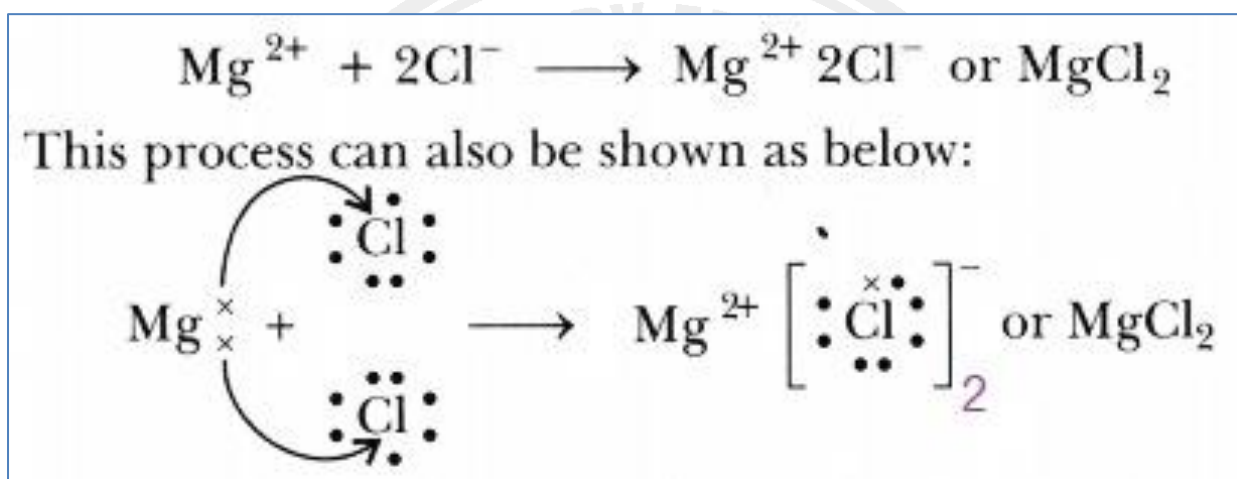 Mg²⁺ + 2Cl⁻ ⟶ Mg²⁺ 2Cl⁻ or MgCl₂
This process can also be shown as below:
Cl
Mg ×× + ⟶ Mg²⁺ [Cl]⁻₂ or MgCl₂
Cl